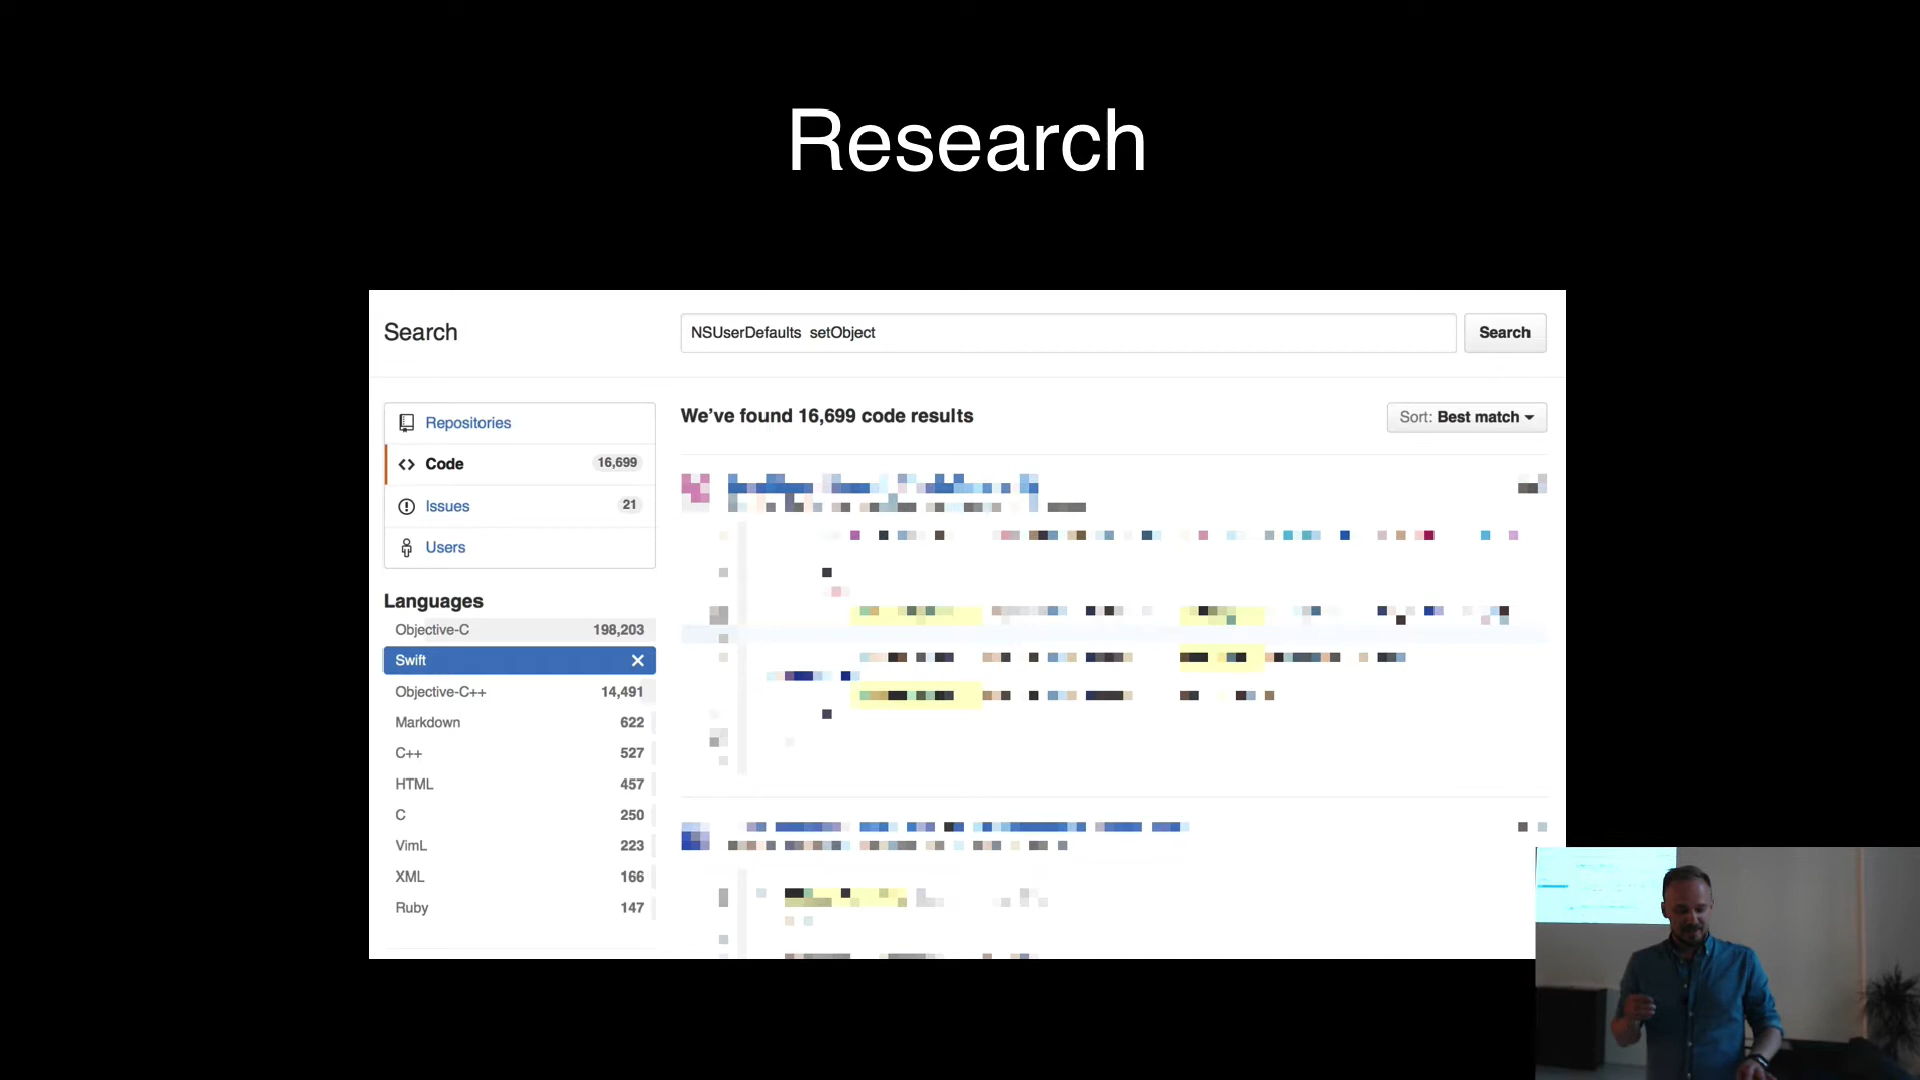 Research
Search
NSUserDefaults setObject
Search
Repositories
Code 16,699
Issues 21
Users
We've found 16,699 code results
Sort: Best match
Languages
Objective-C 198,203
Swift
Objective-C++ 14,491
Markdown 622
C++ 527
HTML 457
C 250
VimL 223
XML 166
Ruby 147